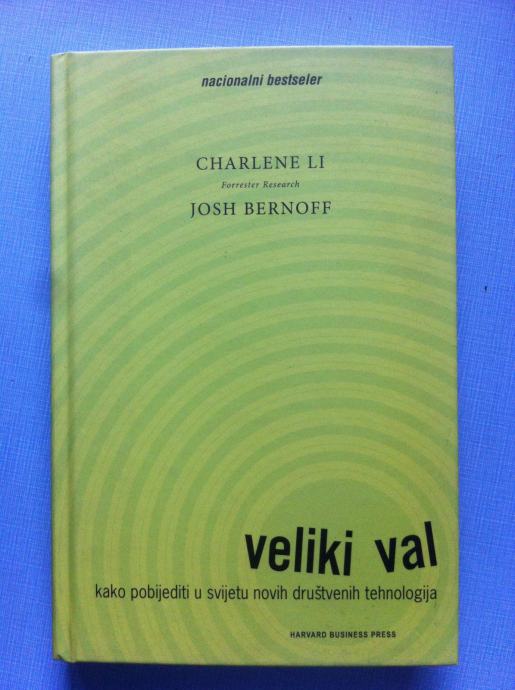 nacionalni bestseler
CHARLENE LI
Forrester Research
JOSH BERNOFF
veliki val
kako pobijediti u svijetu novih društvenih tehnologija
HARVARD BUSINESS PRESS